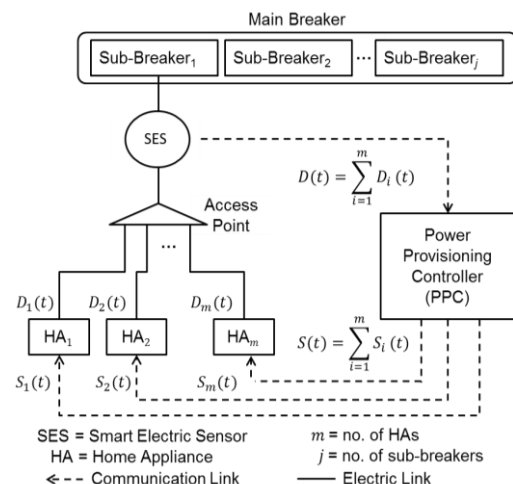 Main Breaker
Sub-Breaker₁ Sub-Breaker₂ ... Sub-Breakerⱼ
SES
D(t) = ∑_{i=1}^{m} Dᵢ (t)
Access
Point
...
Power
Provisioning
Controller
(PPC)
D₁(t) D₂(t) Dₘ(t)
HA₁ HA₂ HAₘ
S(t) = ∑_{i=1}^{m} Sᵢ (t)
S₁(t) S₂(t) Sₘ(t)
SES = Smart Electric Sensor
m = no. of HAs
HA = Home Appliance
j = no. of sub-breakers
Communication Link
Electric Link